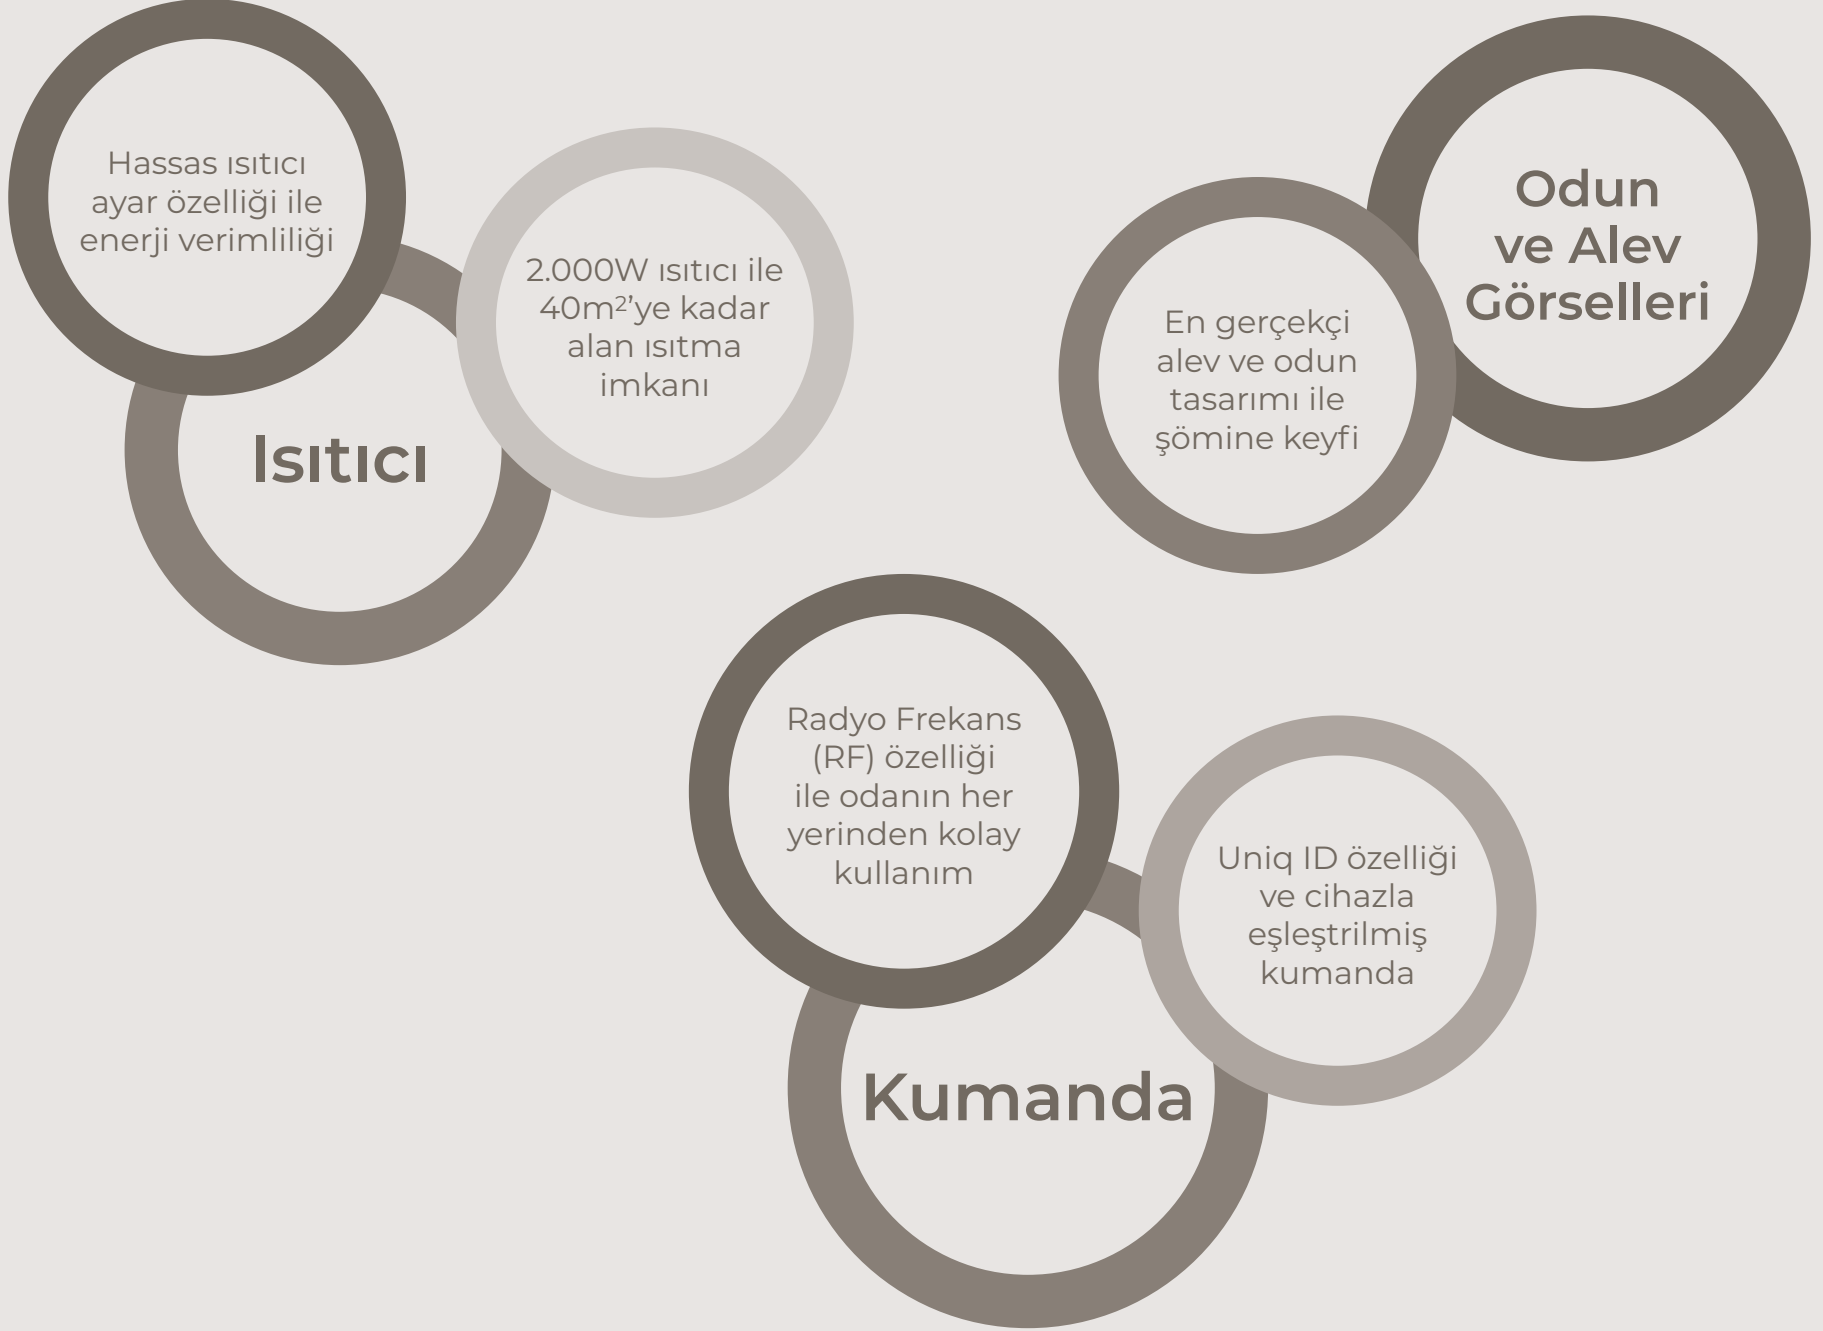 Hassas ısıtıcı
ayar özelliği ile
enerji verimliliği
2.000W ısıtıcı ile
40m²'ye kadar
alan ısıtma
imkanı
Isıtıcı
Odun
ve Alev
Görselleri
En gerçekçi
alev ve odun
tasarımı ile
şömine keyfi
Radyo Frekans
(RF) özelliği
ile odanın her
yerinden kolay
kullanım
Uniq ID özelliği
ve cihazla
eşleştrilmiş
kumanda
Kumanda